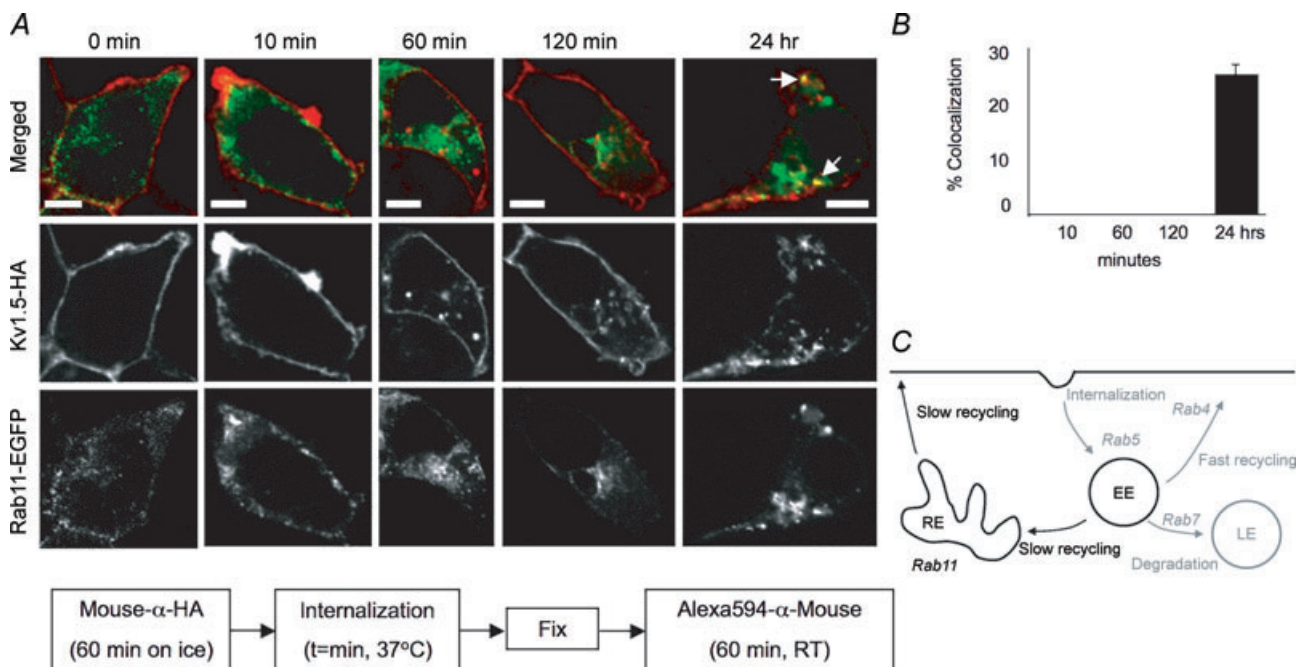 A
0 min
10 min
60 min
120 min
24 hr
Merged
Kv1.5-HA
Rab11-EGFP
Mouse-α-HA
(60 min on ice)
Internalization
(t=min, 37ºC)
Fix
Alexa594-α-Mouse
(60 min, RT)
B
% Colocalization
30
20
10
0
10
60
120
24 hrs
minutes
C
Internalization
Rab4
Slow recycling
Rab5
Fast recycling
EE
Rab7
RE
LE
Slow recycling
Rab11
Degradation